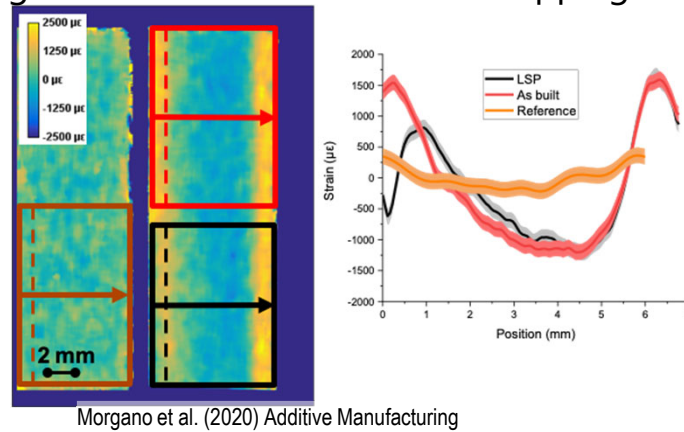 2500 µε
1250 µε
0 µε
-1250 µε
-2500 µε
2 mm
2000
1500
1000
500
0
-500
-1000
-1500
-2000
Strain (µε)
LSP
As built
Reference
0 1 2 3 4 5 6
Position (mm)
Morgano et al. (2020) Additive Manufacturing